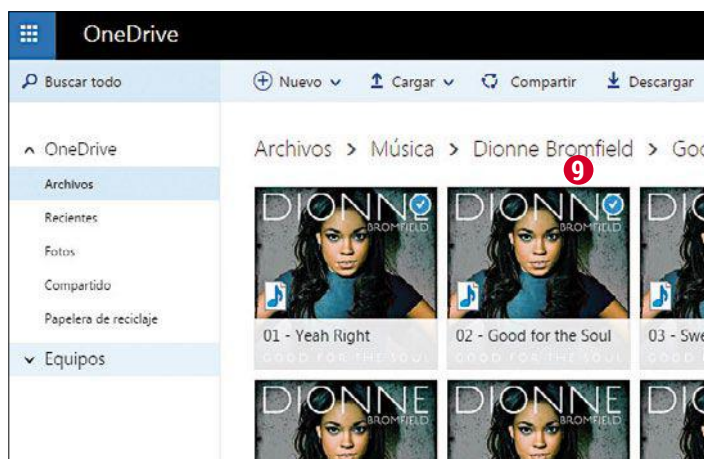 OneDrive
Buscar todo
Nuevo Cargar Compartir Descargar
OneDrive
Archivos
Recientes
Fotos
Compartido
Papelera de reciclaje
Equipos
Archivos > Música > Dionne Bromfield >
9
DIONNE BROMFIELD
DIONNE BROMFIELD
01 - Yeah Right
02 - Good for the Soul
03 -
GOOD FOR THE SOUL
GOOD FOR THE SOUL
DIONNE BROMFIELD
DIONNE BROMFIELD